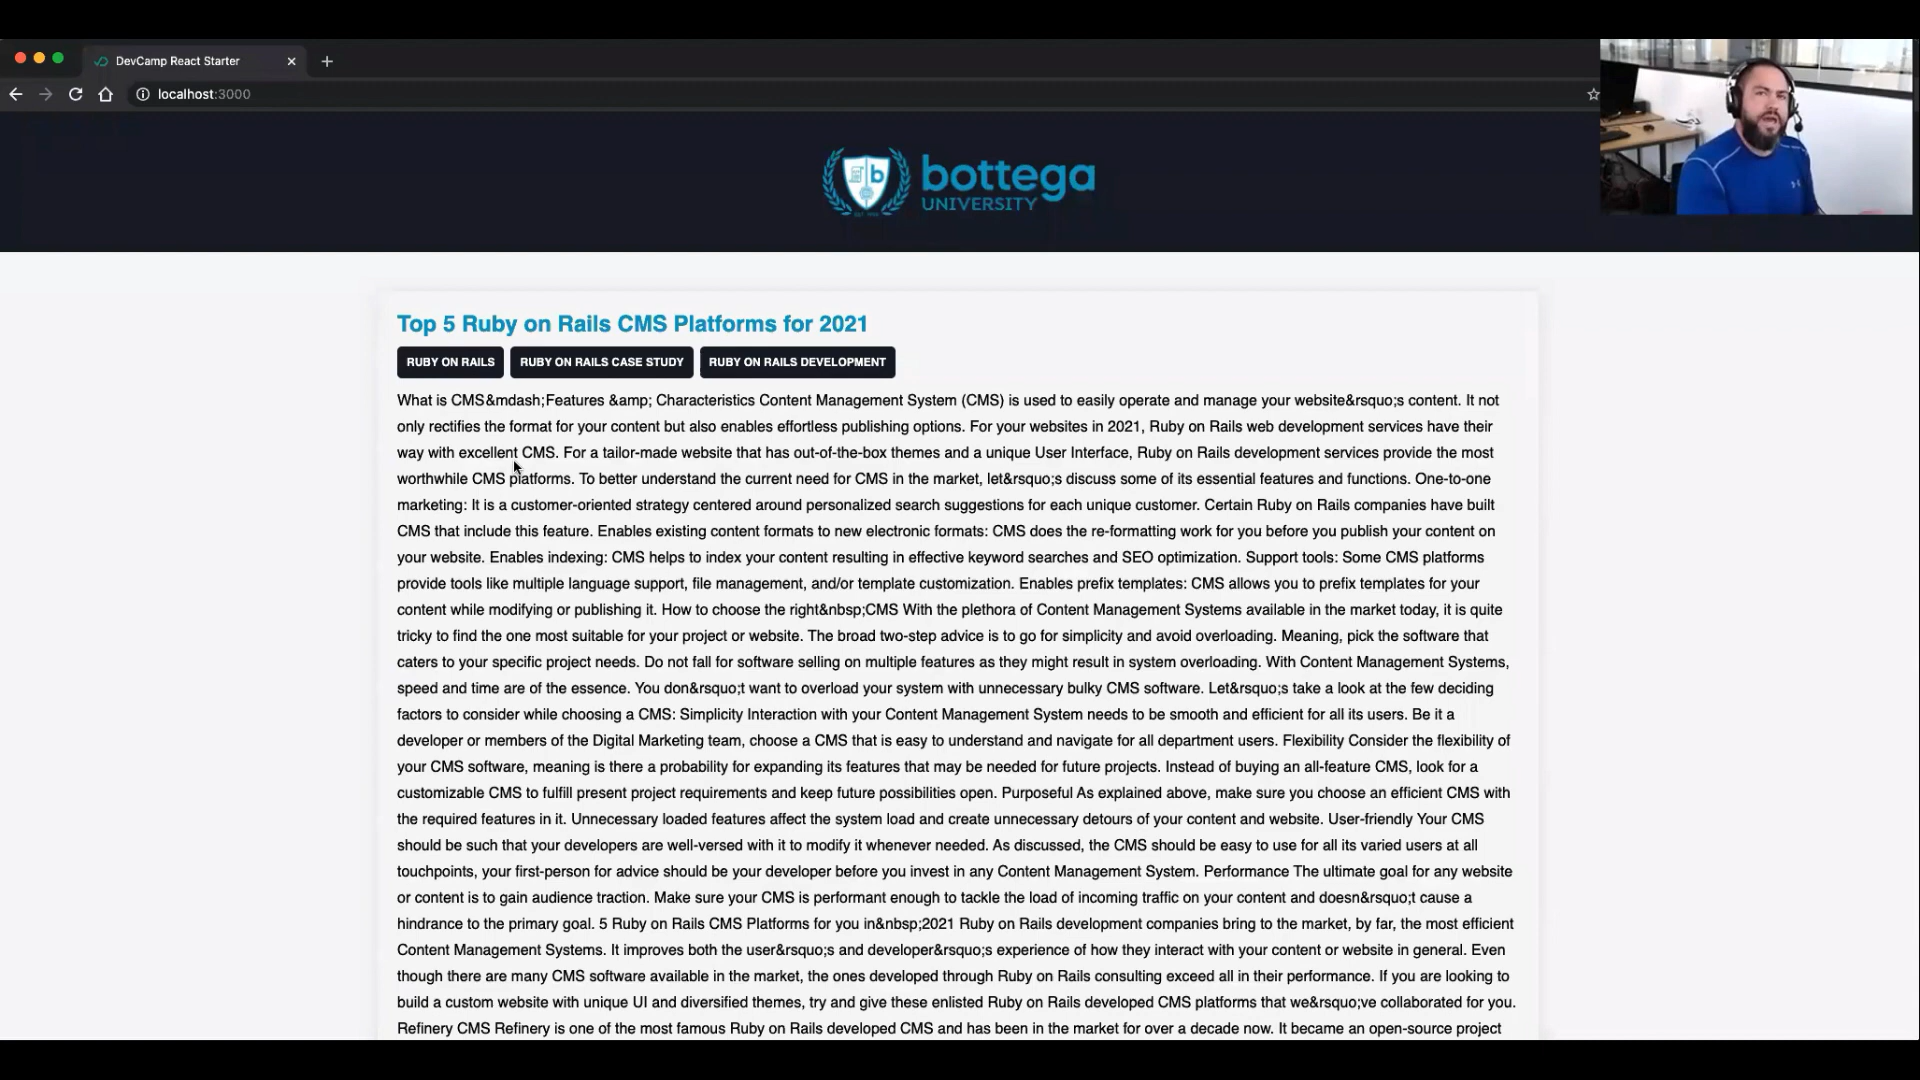 DevCamp React Starter
localhost:3000
b
bottega
UNIVERSITY
Top 5 Ruby on Rails CMS Platforms for 2021
RUBY ON RAILS RUBY ON RAILS CASE STUDY RUBY ON RAILS DEVELOPMENT
What is CMS&mdash;Features &amp; Characteristics Content Management System (CMS) is used to easily operate and manage your website&rsquo;s content. It not
only rectifies the format for your content but also enables effortless publishing options. For your websites in 2021, Ruby on Rails web development services have their
way with excellent CMS. For a tailor-made website that has out-of-the-box themes and a unique User Interface, Ruby on Rails development services provide the most
worthwhile CMS platforms. To better understand the current need for CMS in the market, let&rsquo;s discuss some of its essential features and functions. One-to-one
marketing: It is a customer-oriented strategy centered around personalized search suggestions for each unique customer. Certain Ruby on Rails companies have built
CMS that include this feature. Enables existing content formats to new electronic formats: CMS does the re-formatting work for you before you publish your content on
your website. Enables indexing: CMS helps to index your content resulting in effective keyword searches and SEO optimization. Support tools: Some CMS platforms
provide tools like multiple language support, file management, and/or template customization. Enables prefix templates: CMS allows you to prefix templates for your
content while modifying or publishing it. How to choose the right&nbsp;CMS With the plethora of Content Management Systems available in the market today, it is quite
tricky to find the one most suitable for your project or website. The broad two-step advice is to go for simplicity and avoid overloading. Meaning, pick the software that
caters to your specific project needs. Do not fall for software selling on multiple features as they might result in system overloading. With Content Management Systems,
speed and time are of the essence. You don&rsquo;t want to overload your system with unnecessary bulky CMS software. Let&rsquo;s take a look at the few deciding
factors to consider while choosing a CMS: Simplicity Interaction with your Content Management System needs to be smooth and efficient for all its users. Be it a
developer or members of the Digital Marketing team, choose a CMS that is easy to understand and navigate for all department users. Flexibility Consider the flexibility of
your CMS software, meaning is there a probability for expanding its features that may be needed for future projects. Instead of buying an all-feature CMS, look for a
customizable CMS to fulfill present project requirements and keep future possibilities open. Purposeful As explained above, make sure you choose an efficient CMS with
the required features in it. Unnecessary loaded features affect the system load and create unnecessary detours of your content and website. User-friendly Your CMS
should be such that your developers are well-versed with it to modify it whenever needed. As discussed, the CMS should be easy to use for all its varied users at all
touchpoints, your first-person for advice should be your developer before you invest in any Content Management System. Performance The ultimate goal for any website
or content is to gain audience traction. Make sure your CMS is performant enough to tackle the load of incoming traffic on your content and doesn&rsquo;t cause a
hindrance to the primary goal. 5 Ruby on Rails CMS Platforms for you in&nbsp;2021 Ruby on Rails development companies bring to the market, by far, the most efficient
Content Management Systems. It improves both the user&rsquo;s and developer&rsquo;s experience of how they interact with your content or website in general. Even
though there are many CMS software available in the market, the ones developed through Ruby on Rails consulting exceed all in their performance. If you are looking to
build a custom website with unique UI and diversified themes, try and give these enlisted Ruby on Rails developed CMS platforms that we&rsquo;ve collaborated for you.
Refinery CMS Refinery is one of the most famous Ruby on Rails developed CMS and has been in the market for over a decade now. It became an open-source project